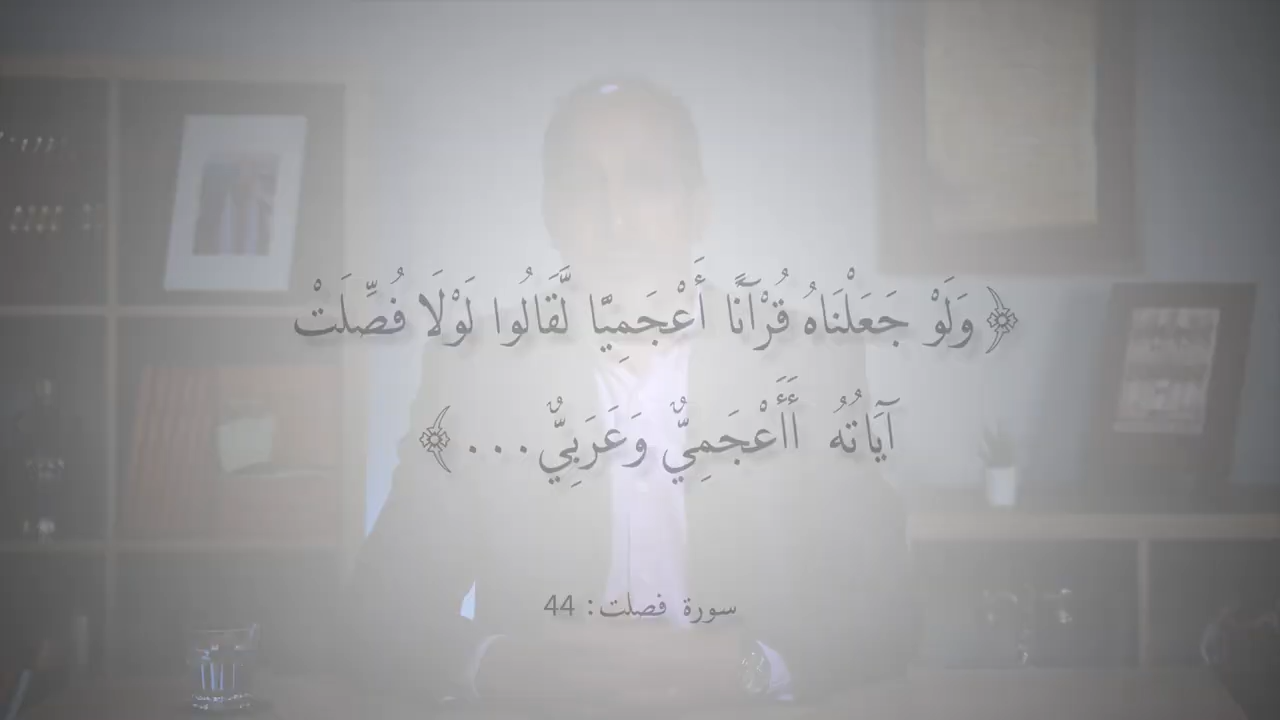 ﴿وَلَوْ جَعَلْنَاهُ قُرْآنًا أَعْجَمِيًّا لَّقَالُوا لَوْلَا فُصِّلَتْ
آيَاتُهُ أَأَعْجَمِيٌّ وَعَرَبِيٌّ...﴾
سورة فصلت: 44